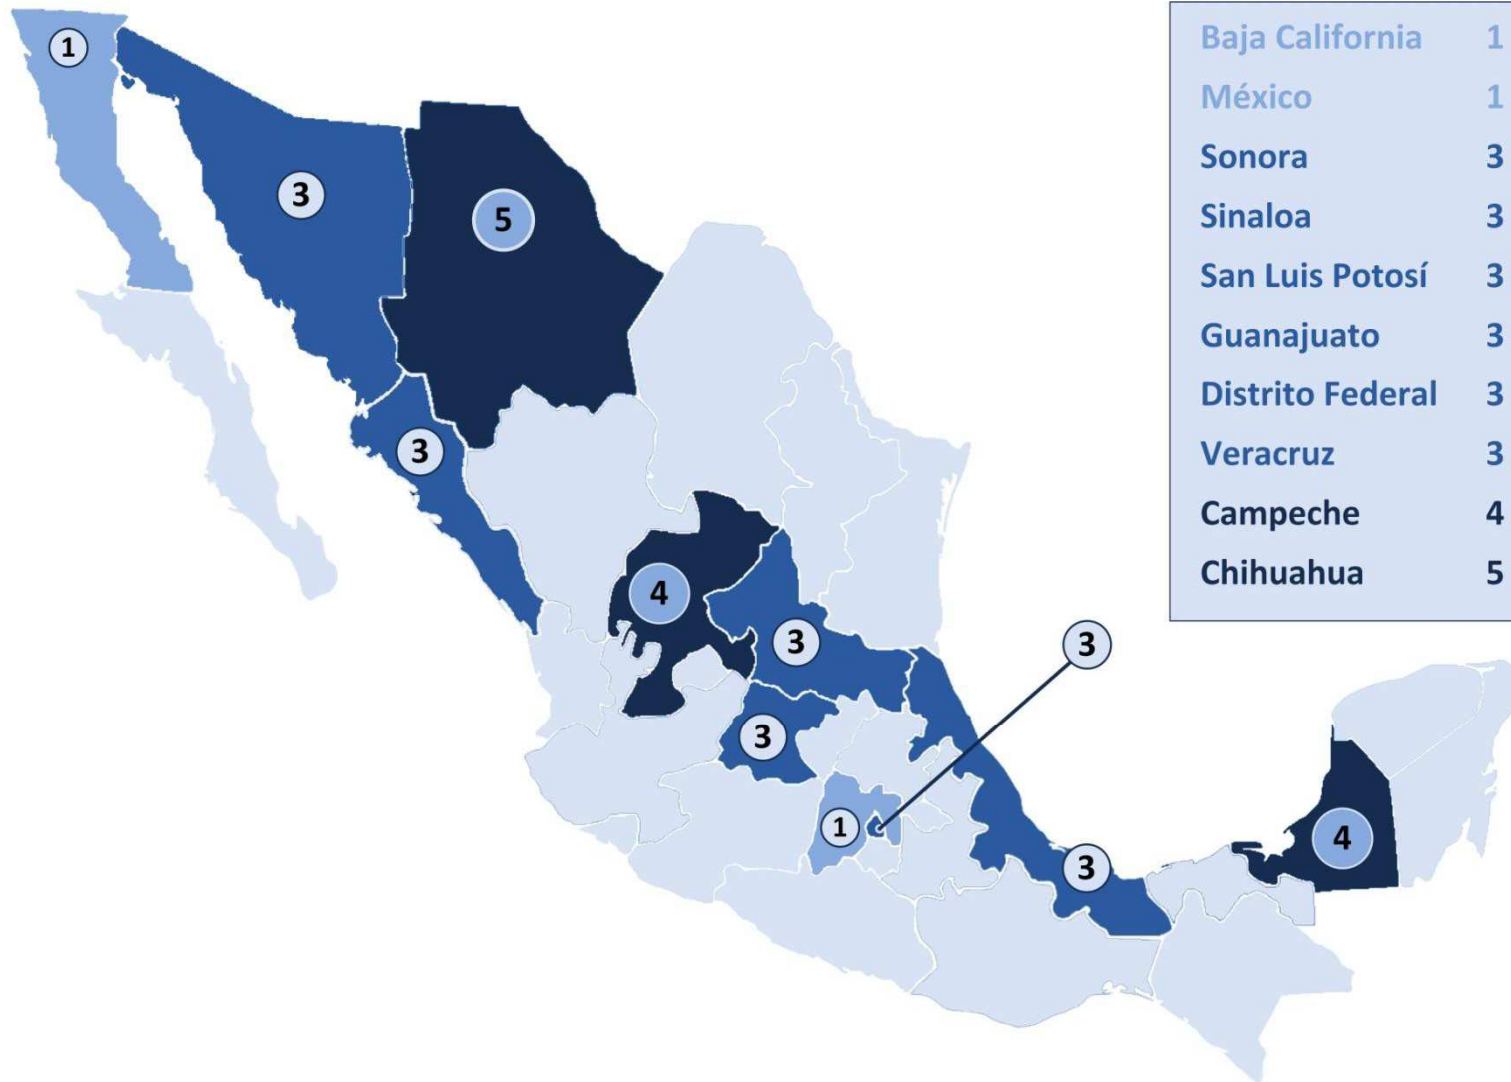 1
3
5
3
4
3
3
3
1
3
4
Baja California 1
México 1
Sonora 3
Sinaloa 3
San Luis Potosí 3
Guanajuato 3
Distrito Federal 3
Veracruz 3
Campeche 4
Chihuahua 5